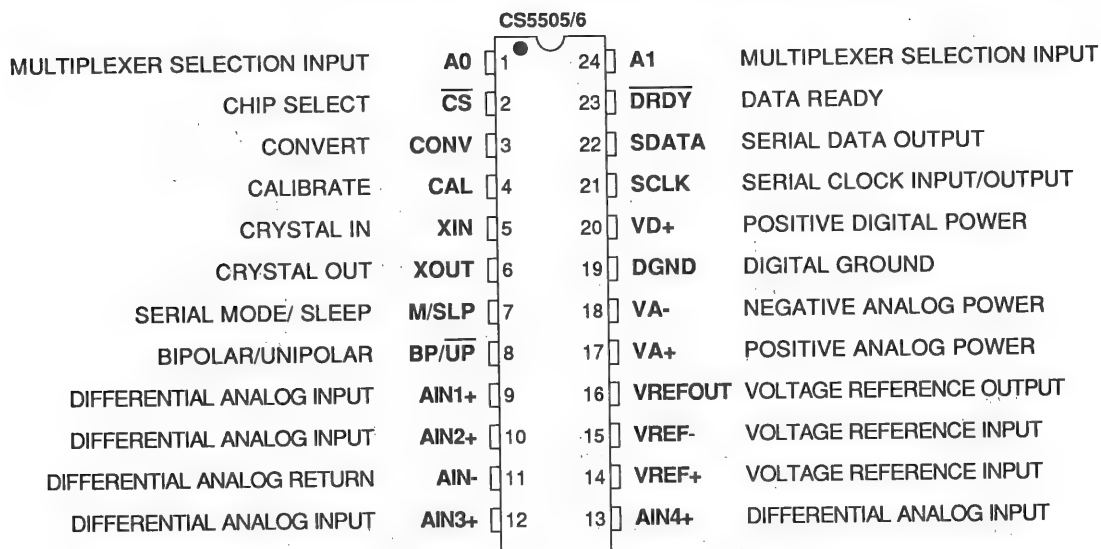 CS5505/6
MULTIPLEXER SELECTION INPUT A0 1 24 A1 MULTIPLEXER SELECTION INPUT
CHIP SELECT C̅S̅ 2 23 D̅R̅D̅Y̅ DATA READY
CONVERT CONV 3 22 SDATA SERIAL DATA OUTPUT
CALIBRATE CAL 4 21 SCLK SERIAL CLOCK INPUT/OUTPUT
CRYSTAL IN XIN 5 20 VD+ POSITIVE DIGITAL POWER
CRYSTAL OUT XOUT 6 19 DGND DIGITAL GROUND
SERIAL MODE/ SLEEP M/SLP 7 18 VA- NEGATIVE ANALOG POWER
BIPOLAR/UNIPOLAR BP/U̅P̅ 8 17 VA+ POSITIVE ANALOG POWER
DIFFERENTIAL ANALOG INPUT AIN1+ 9 16 VREFOUT VOLTAGE REFERENCE OUTPUT
DIFFERENTIAL ANALOG INPUT AIN2+ 10 15 VREF- VOLTAGE REFERENCE INPUT
DIFFERENTIAL ANALOG RETURN AIN- 11 14 VREF+ VOLTAGE REFERENCE INPUT
DIFFERENTIAL ANALOG INPUT AIN3+ 12 13 AIN4+ DIFFERENTIAL ANALOG INPUT